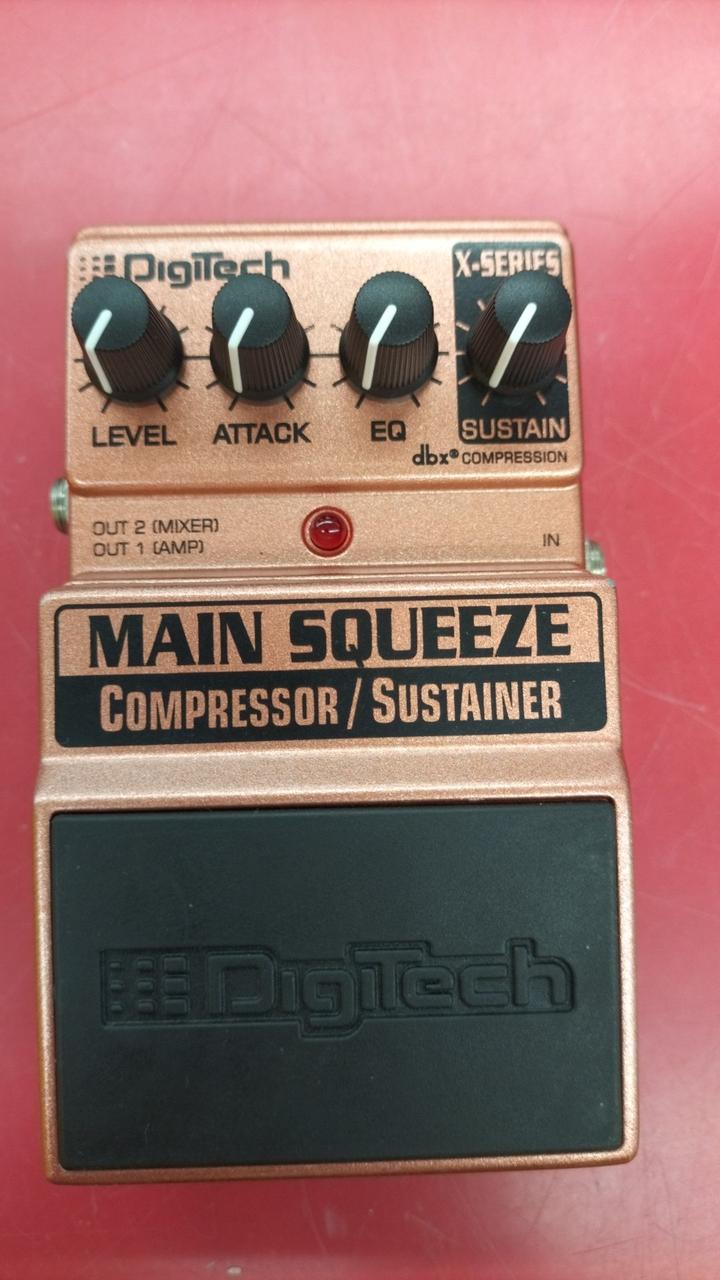 DigiTech
X-SERIES
LEVEL ATTACK EQ SUSTAIN
dbx® COMPRESSION
OUT 2 (MIXER)
OUT 1 (AMP)
IN
MAIN SQUEEZE
COMPRESSOR / SUSTAINER
DigiTech